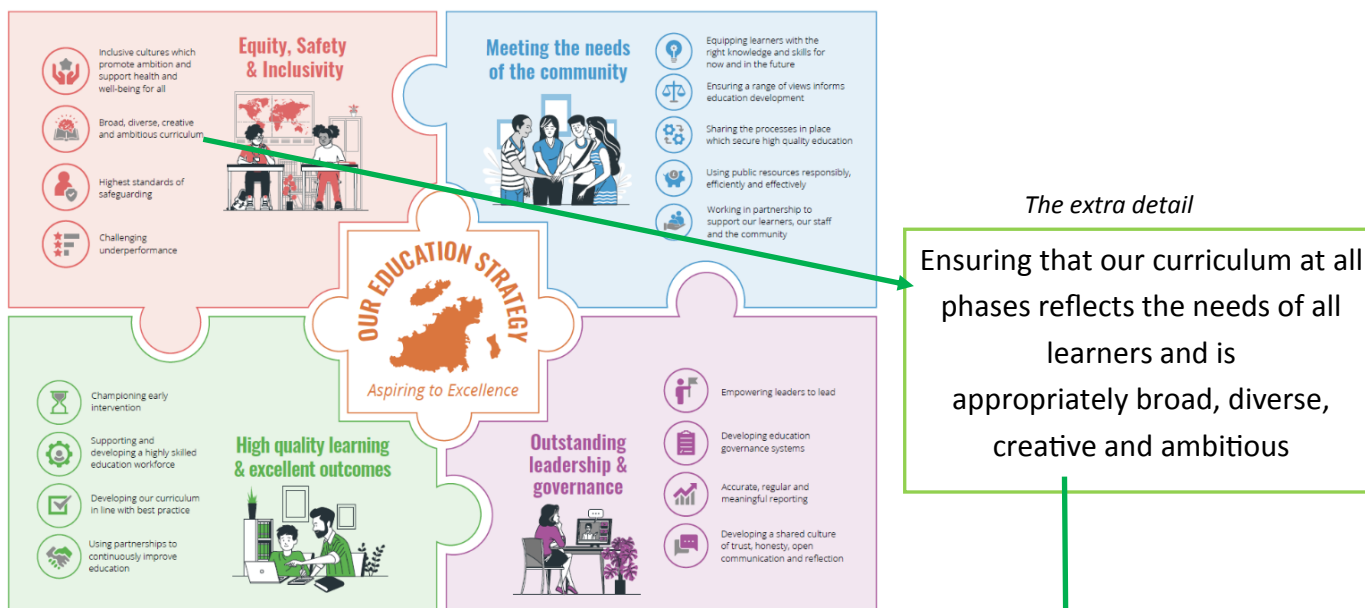 Equity, Safety
& Inclusivity
Inclusive cultures which
promote ambition and
support health and
well-being for all
Broad, diverse, creative
and ambitious curriculum
Highest standards of
safeguarding
Challenging
underperformance
Meeting the needs
of the community
Equipping learners with the
right knowledge and skills for
now and in the future
Ensuring a range of views informs
education development
Sharing the processes in place
which secure high quality education
Using public resources responsibly,
efficiently and effectively
Working in partnership to
support our learners, our staff
and the community
OUR EDUCATION STRATEGY
Aspiring to Excellence
Championing early
intervention
Supporting and
developing a highly skilled
education workforce
Developing our curriculum
in line with best practice
Using partnerships to
continuously improve
education
High quality learning
& excellent outcomes
Outstanding
leadership &
governance
Empowering leaders to lead
Developing education
governance systems
Accurate, regular and
meaningful reporting
Developing a shared culture
of trust, honesty, open
communication and reflection
The extra detail
Ensuring that our curriculum at all
phases reflects the needs of all
learners and is
appropriately broad, diverse,
creative and ambitious